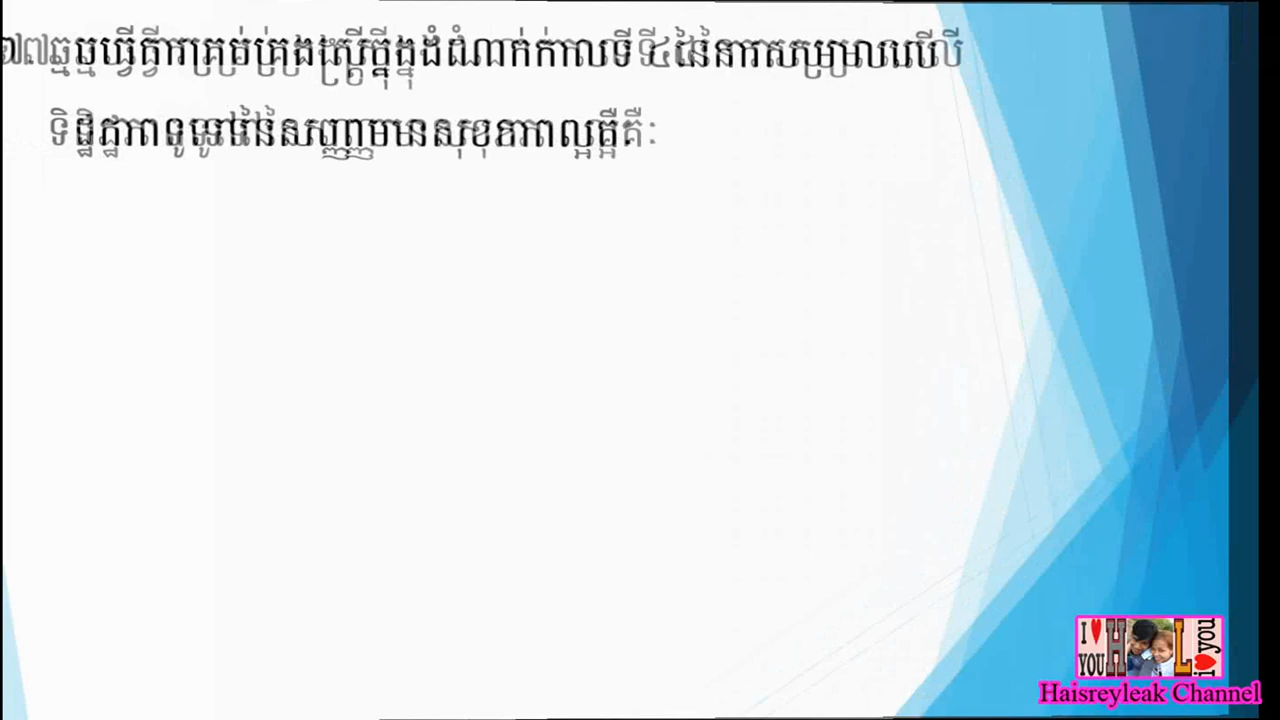 ឆ្មបធ្វើការគ្រប់គ្រងស្ត្រីក្នុងដំណាក់កាលទី ៤ នៃការសម្រាលបើ
ទិដ្ឋភាពទូទៅនៃសញ្ញាមានសុខភាពល្អគឺ:
I ♥ YOU
H L
i ♥ you
Haisreyleak Channel